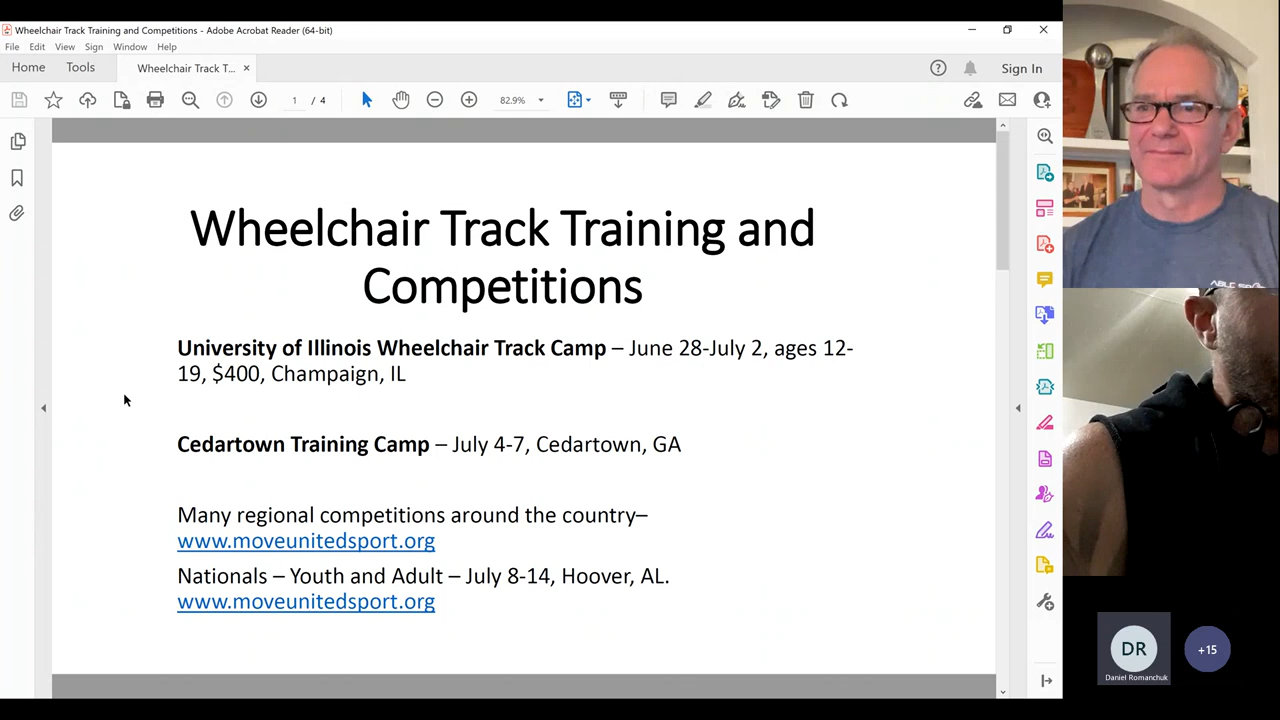 Wheelchair Track Training and Competitions - Adobe Acrobat Reader (64-bit)
File Edit View Sign Window Help
Home Tools Wheelchair Track T... × Sign In
1 / 4 82.9%
Wheelchair Track Training and
Competitions
University of Illinois Wheelchair Track Camp – June 28-July 2, ages 12-
19, $400, Champaign, IL
Cedartown Training Camp – July 4-7, Cedartown, GA
Many regional competitions around the country–
www.moveunitedsport.org
Nationals – Youth and Adult – July 8-14, Hoover, AL.
www.moveunitedsport.org
DR
Daniel Romanchuk
+15